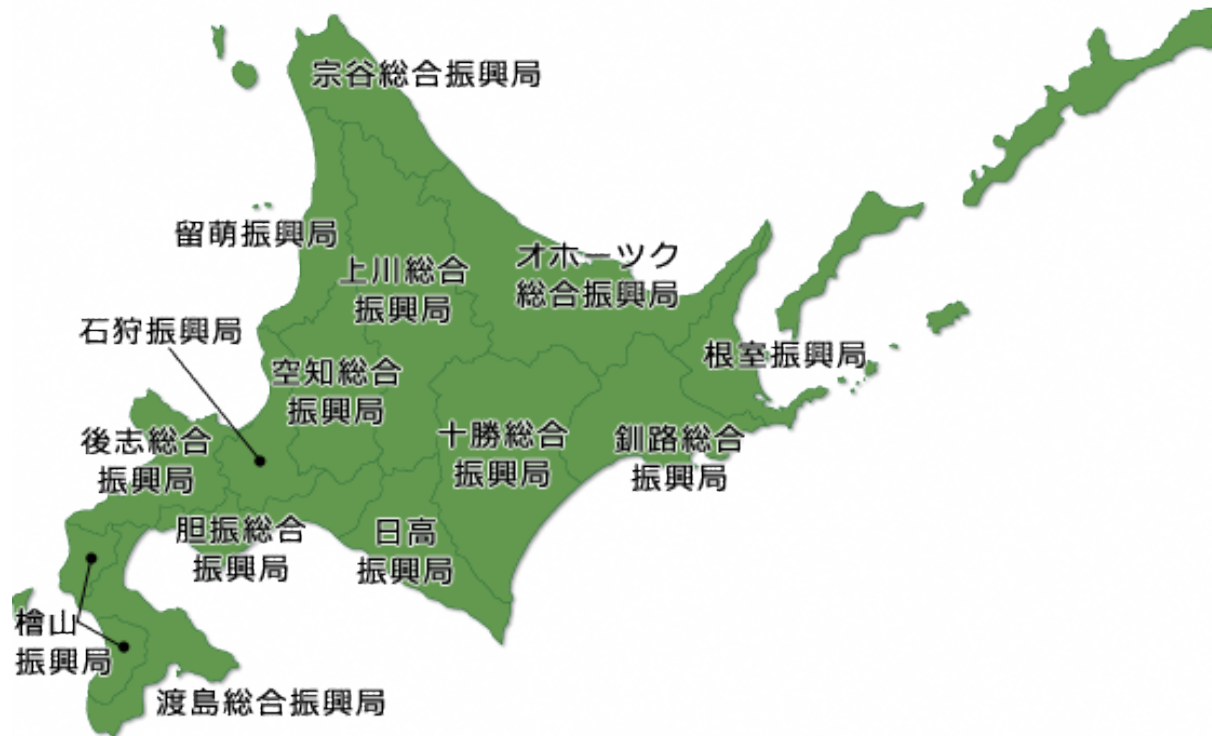 宗谷総合振興局
留萌振興局
上川総合
振興局
オホーツク
総合振興局
石狩振興局
空知総合
振興局
根室振興局
後志総合
振興局
十勝総合
振興局
釧路総合
振興局
胆振総合
振興局
日高
振興局
檜山
振興局
渡島総合振興局